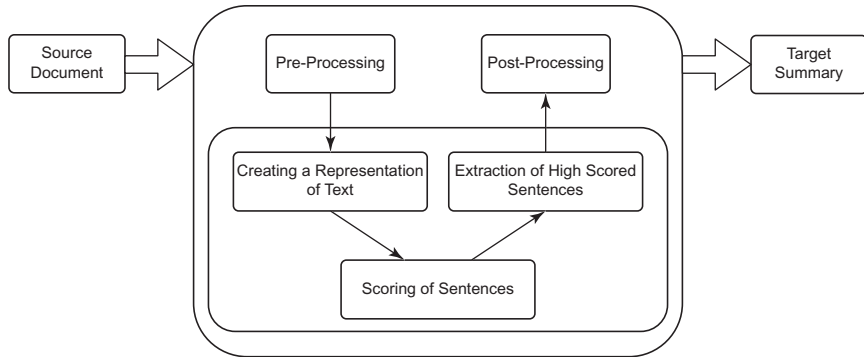 Source
Document
Pre-Processing
Post-Processing
Target
Summary
Creating a Representation
of Text
Extraction of High Scored
Sentences
Scoring of Sentences